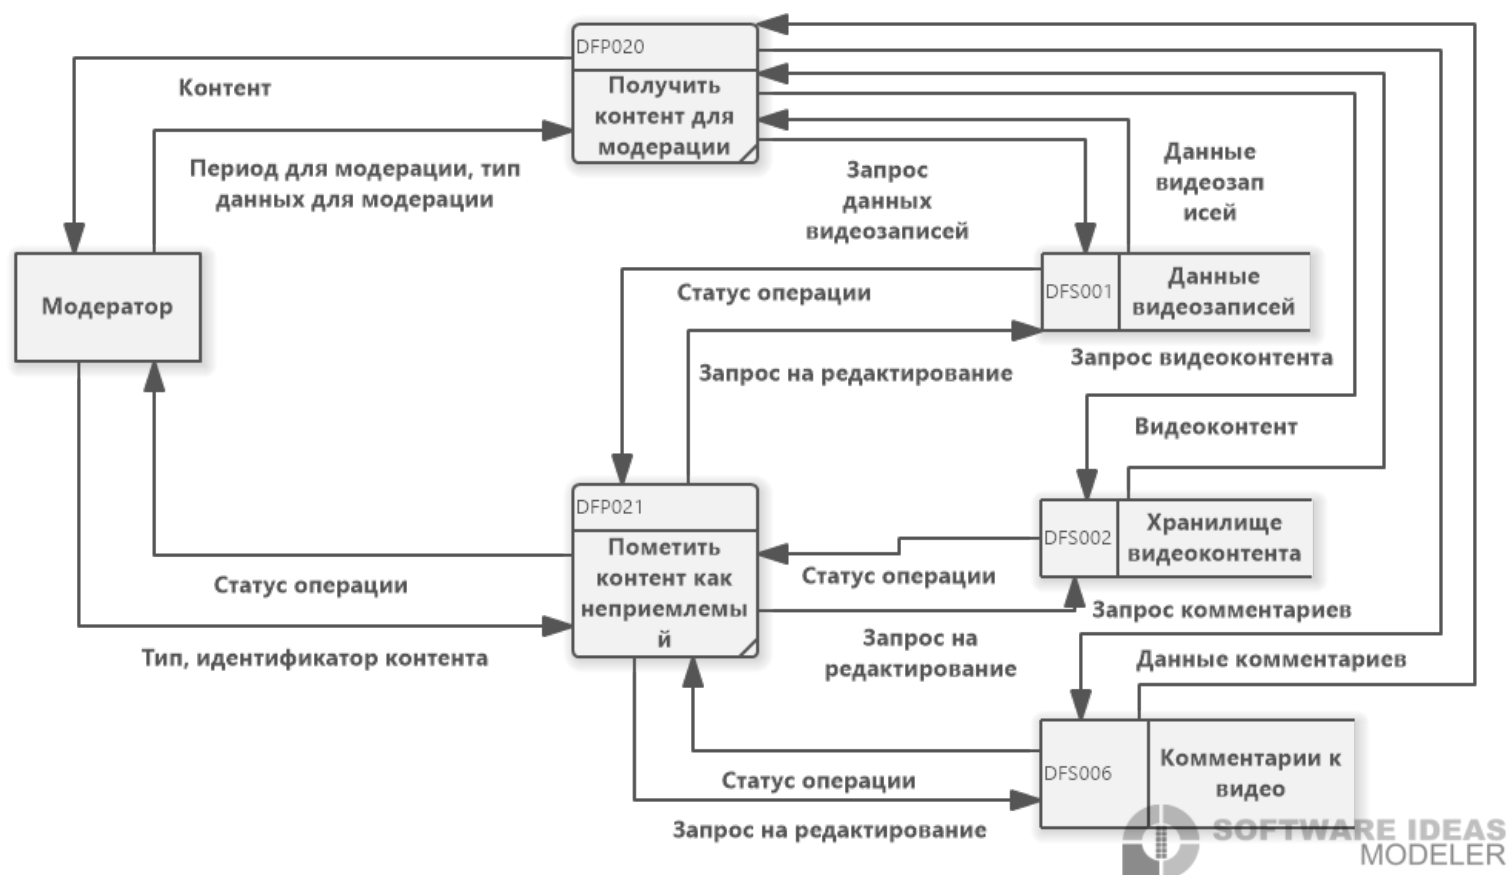 DFP020
Получить
контент для
модерации
Контент
Период для модерации, тип
данных для модерации
Запрос
данных
видеозаписей
Данные
видеозап
исей
Модератор
DFS001
Данные
видеозаписей
Статус операции
Запрос на редактирование
Запрос видеоконтента
Видеоконтент
DFP021
Пометить
контент как
неприемлемы
й
DFS002
Хранилище
видеоконтента
Статус операции
Запрос на
редактирование
Статус операции
Тип, идентификатор контента
Запрос комментариев
Данные комментариев
DFS006
Комментарии к
видео
Статус операции
Запрос на редактирование
SOFTWARE IDEAS
MODELER